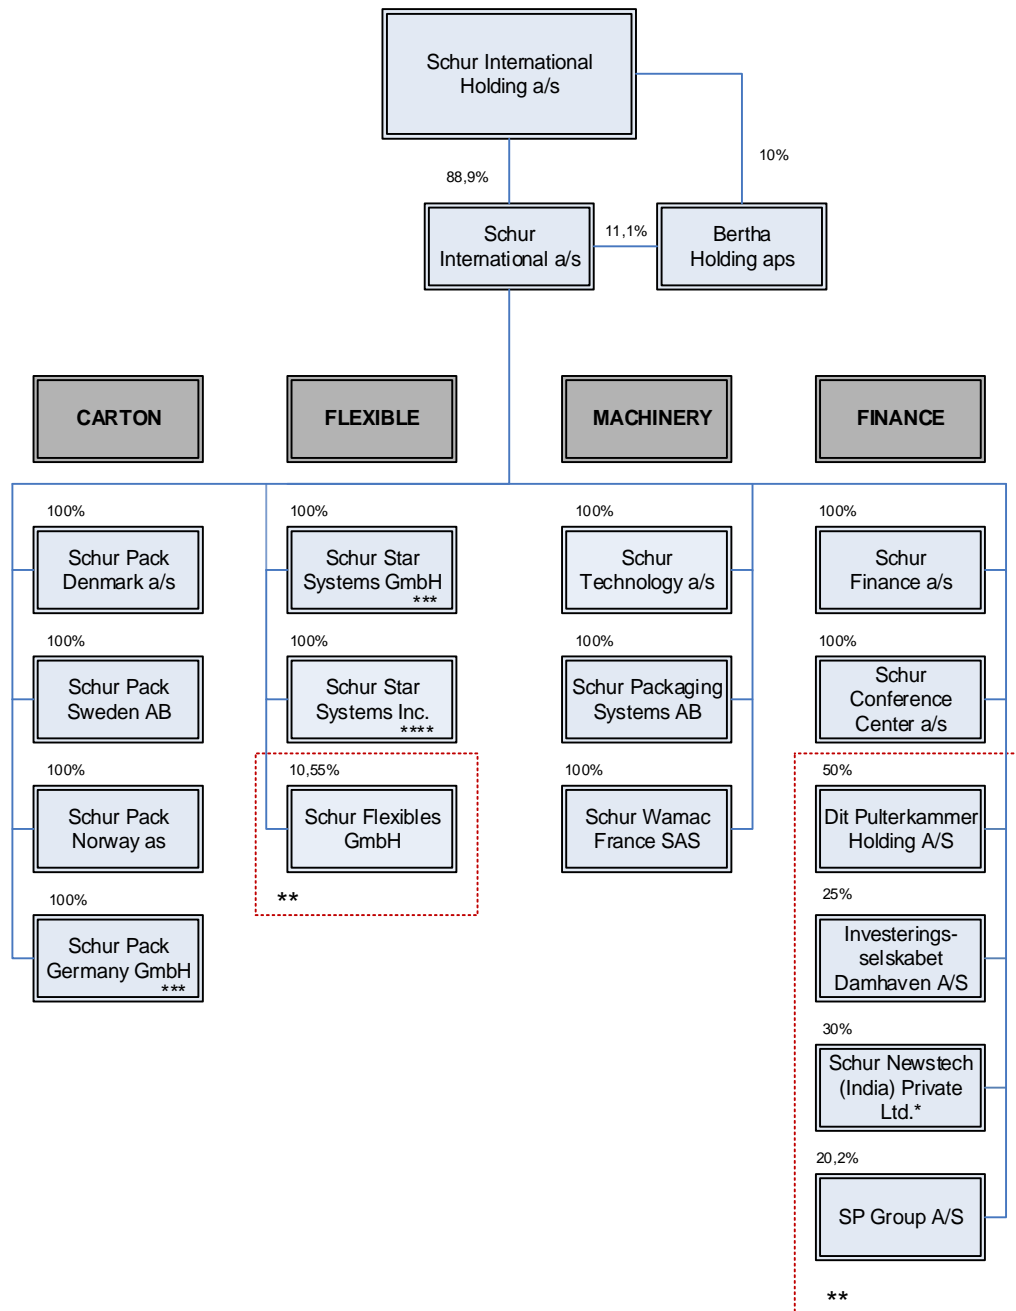 Schur International
Holding a/s
10%
88,9%
Schur
International a/s
11,1%
Bertha
Holding aps
CARTON
FLEXIBLE
MACHINERY
FINANCE
100%
Schur Pack
Denmark a/s
100%
Schur Pack
Sweden AB
100%
Schur Pack
Norway as
100%
Schur Pack
Germany GmbH
***
100%
Schur Star
Systems GmbH
***
100%
Schur Star
Systems Inc.
****
10,55%
Schur Flexibles
GmbH
**
100%
Schur
Technology a/s
100%
Schur Packaging
Systems AB
100%
Schur Wamac
France SAS
100%
Schur
Finance a/s
100%
Schur
Conference
Center a/s
50%
Dit Pulterkammer
Holding A/S
25%
Investerings-
selskabet
Damhaven A/S
30%
Schur Newstech
(India) Private
Ltd.*
20,2%
SP Group A/S
**